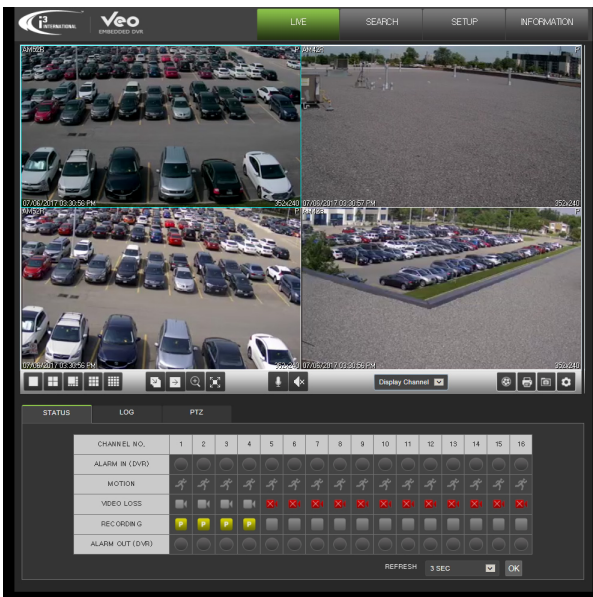 i3 INTERNATIONAL
Veo
EMBEDDED DVR
LIVE SEARCH SETUP INFORMATION
AM52R P
AM42R P
07/06/2017 03:30:56 PM 352x240
07/06/2017 03:30:57 PM 352x240
AM52R P
P
07/06/2017 03:30:56 PM 352x240
07/06/2017 03:30:56 PM 352x240
Display Channel
STATUS LOG PTZ
CHANNEL NO. 1 2 3 4 5 6 7 8 9 10 11 12 13 14 15 16
ALARM IN (DVR)
MOTION
VIDEO LOSS
RECORDING P P P P
ALARM OUT (DVR)
REFRESH 3 SEC OK